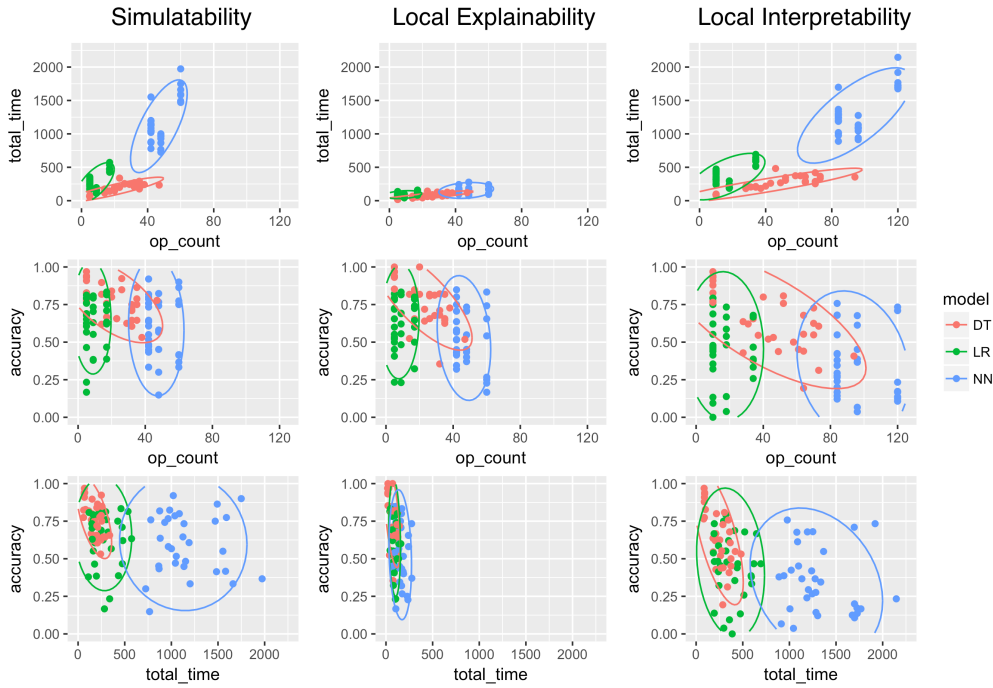 Simulatability Local Explainability Local Interpretability
2000 2000 2000
1500 1500 1500
1000 1000 1000
500 500 500
0 0 0
total_time total_time total_time
0 40 80 120 0 40 80 120 0 40 80 120
op_count op_count op_count
1.00 1.00 1.00
0.75 0.75 0.75
0.50 0.50 0.50
0.25 0.25 0.25
0.00 0.00 0.00
accuracy accuracy accuracy
0 40 80 120 0 40 80 120 0 40 80 120
op_count op_count op_count
model
DT
LR
NN
1.00 1.00 1.00
0.75 0.75 0.75
0.50 0.50 0.50
0.25 0.25 0.25
0.00 0.00 0.00
accuracy accuracy accuracy
0 500 1000 1500 2000 0 500 1000 1500 2000 0 500 1000 1500 2000
total_time total_time total_time